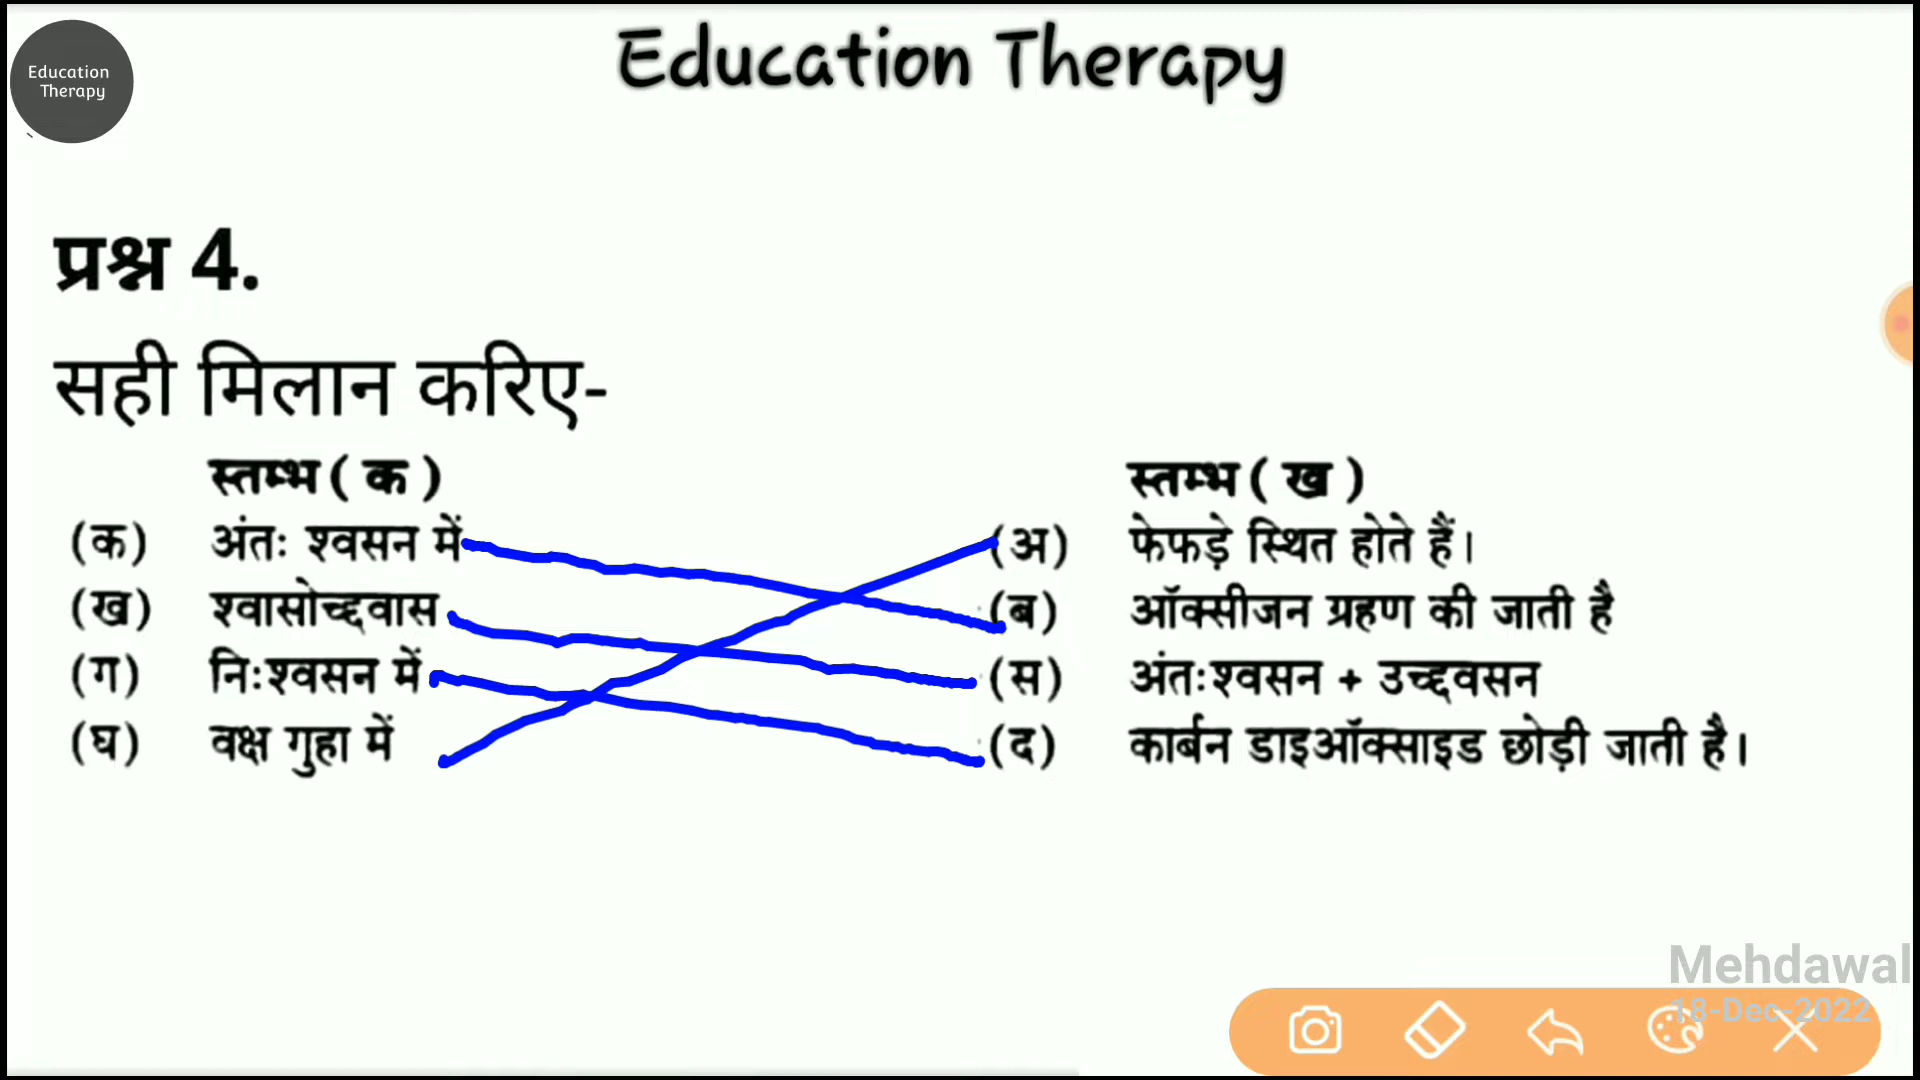 Education Therapy
Education
Therapy
प्रश्न 4.
सही मिलान करिए-
स्तम्भ ( क ) स्तम्भ ( ख )
(क) अंतः श्वसन में (अ) फेफड़े स्थित होते हैं।
(ख) श्वासोच्छ्वास (ब) ऑक्सीजन ग्रहण की जाती है
(ग) निःश्वसन में (स) अंतःश्वसन + उच्छ्वसन
(घ) वक्ष गुहा में (द) कार्बन डाइऑक्साइड छोड़ी जाती है।
Mehdawal
18-Dec-2022